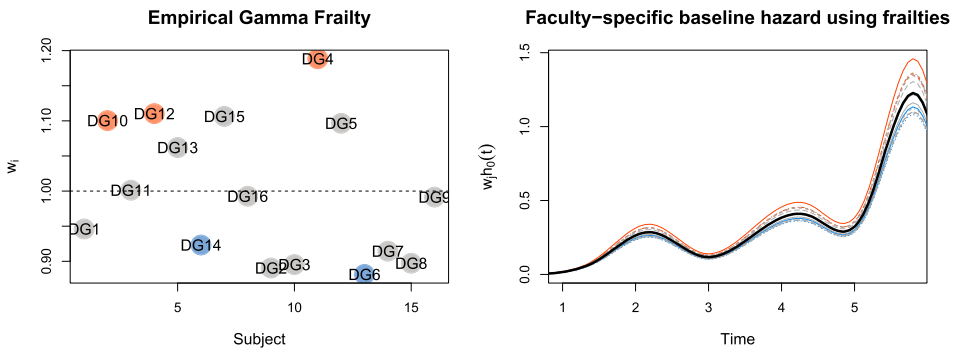 Empirical Gamma Frailty
wi
1.20
1.10
1.00
0.90
DG4
DG10
DG12
DG15
DG5
DG13
DG11
DG16
DG9
DG1
DG14
DG7
DG2
DG3
DG8
DG6
5 10 15
Subject
Faculty−specific baseline hazard using frailties
wjh0(t)
1.5
1.0
0.5
0.0
1 2 3 4 5
Time